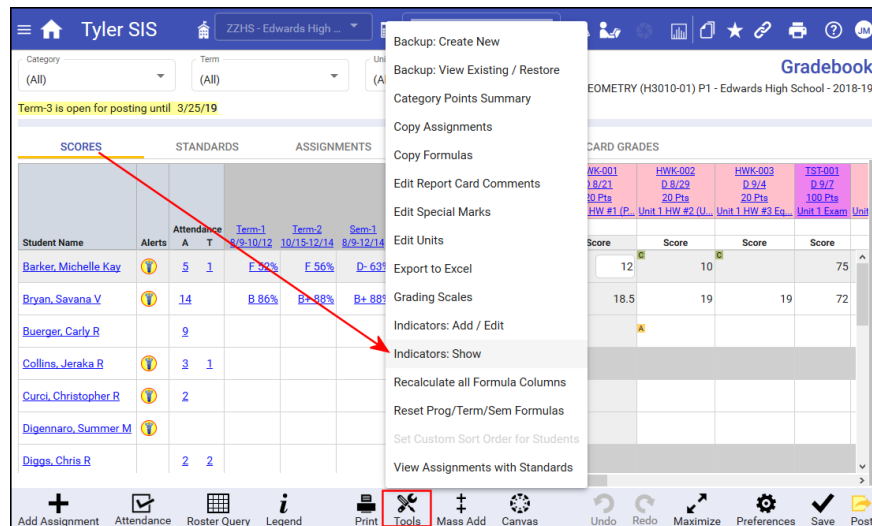 Tyler SIS
ZZHS - Edwards High ...
JM
Category
(All)
Term
(All)
Gradebook
EOMETRY (H3010-01) P1 - Edwards High School - 2018-19
Term-3 is open for posting until 3/25/19
SCORES
STANDARDS
ASSIGNMENTS
CARD GRADES
Backup: Create New
Backup: View Existing / Restore
Category Points Summary
Copy Assignments
Copy Formulas
Edit Report Card Comments
Edit Special Marks
Edit Units
Export to Excel
Grading Scales
Indicators: Add / Edit
Indicators: Show
Recalculate all Formula Columns
Reset Prog/Term/Sem Formulas
Set Custom Sort Order for Students
View Assignments with Standards
WK-001 HWK-002 HWK-003 TST-001
D 8/21 D 8/29 D 9/4 D 9/7
20 Pts 20 Pts 20 Pts 100 Pts
HW #1 (P... Unit 1 HW #2 (U... Unit 1 HW #3 Eq... Unit 1 Exam Unit
Attendance Term-1 Term-2 Sem-1
Student Name Alerts A T 8/9-10/12 10/15-12/14 8/9-12/14 Score Score Score Score
Barker, Michelle Kay 5 1 F 52% F 56% D- 63% 12 C 10 C 75
Bryan, Savana V 14 B 86% B+ 88% B+ 88% 18.5 19 19 72
Buerger, Carly R 9 A
Collins, Jeraka R 3 1
Curci, Christopher R 2
Digennaro, Summer M
Diggs, Chris R 2 2
Add Assignment Attendance Roster Query Legend Print Tools Mass Add Canvas Undo Redo Maximize Preferences Save Post